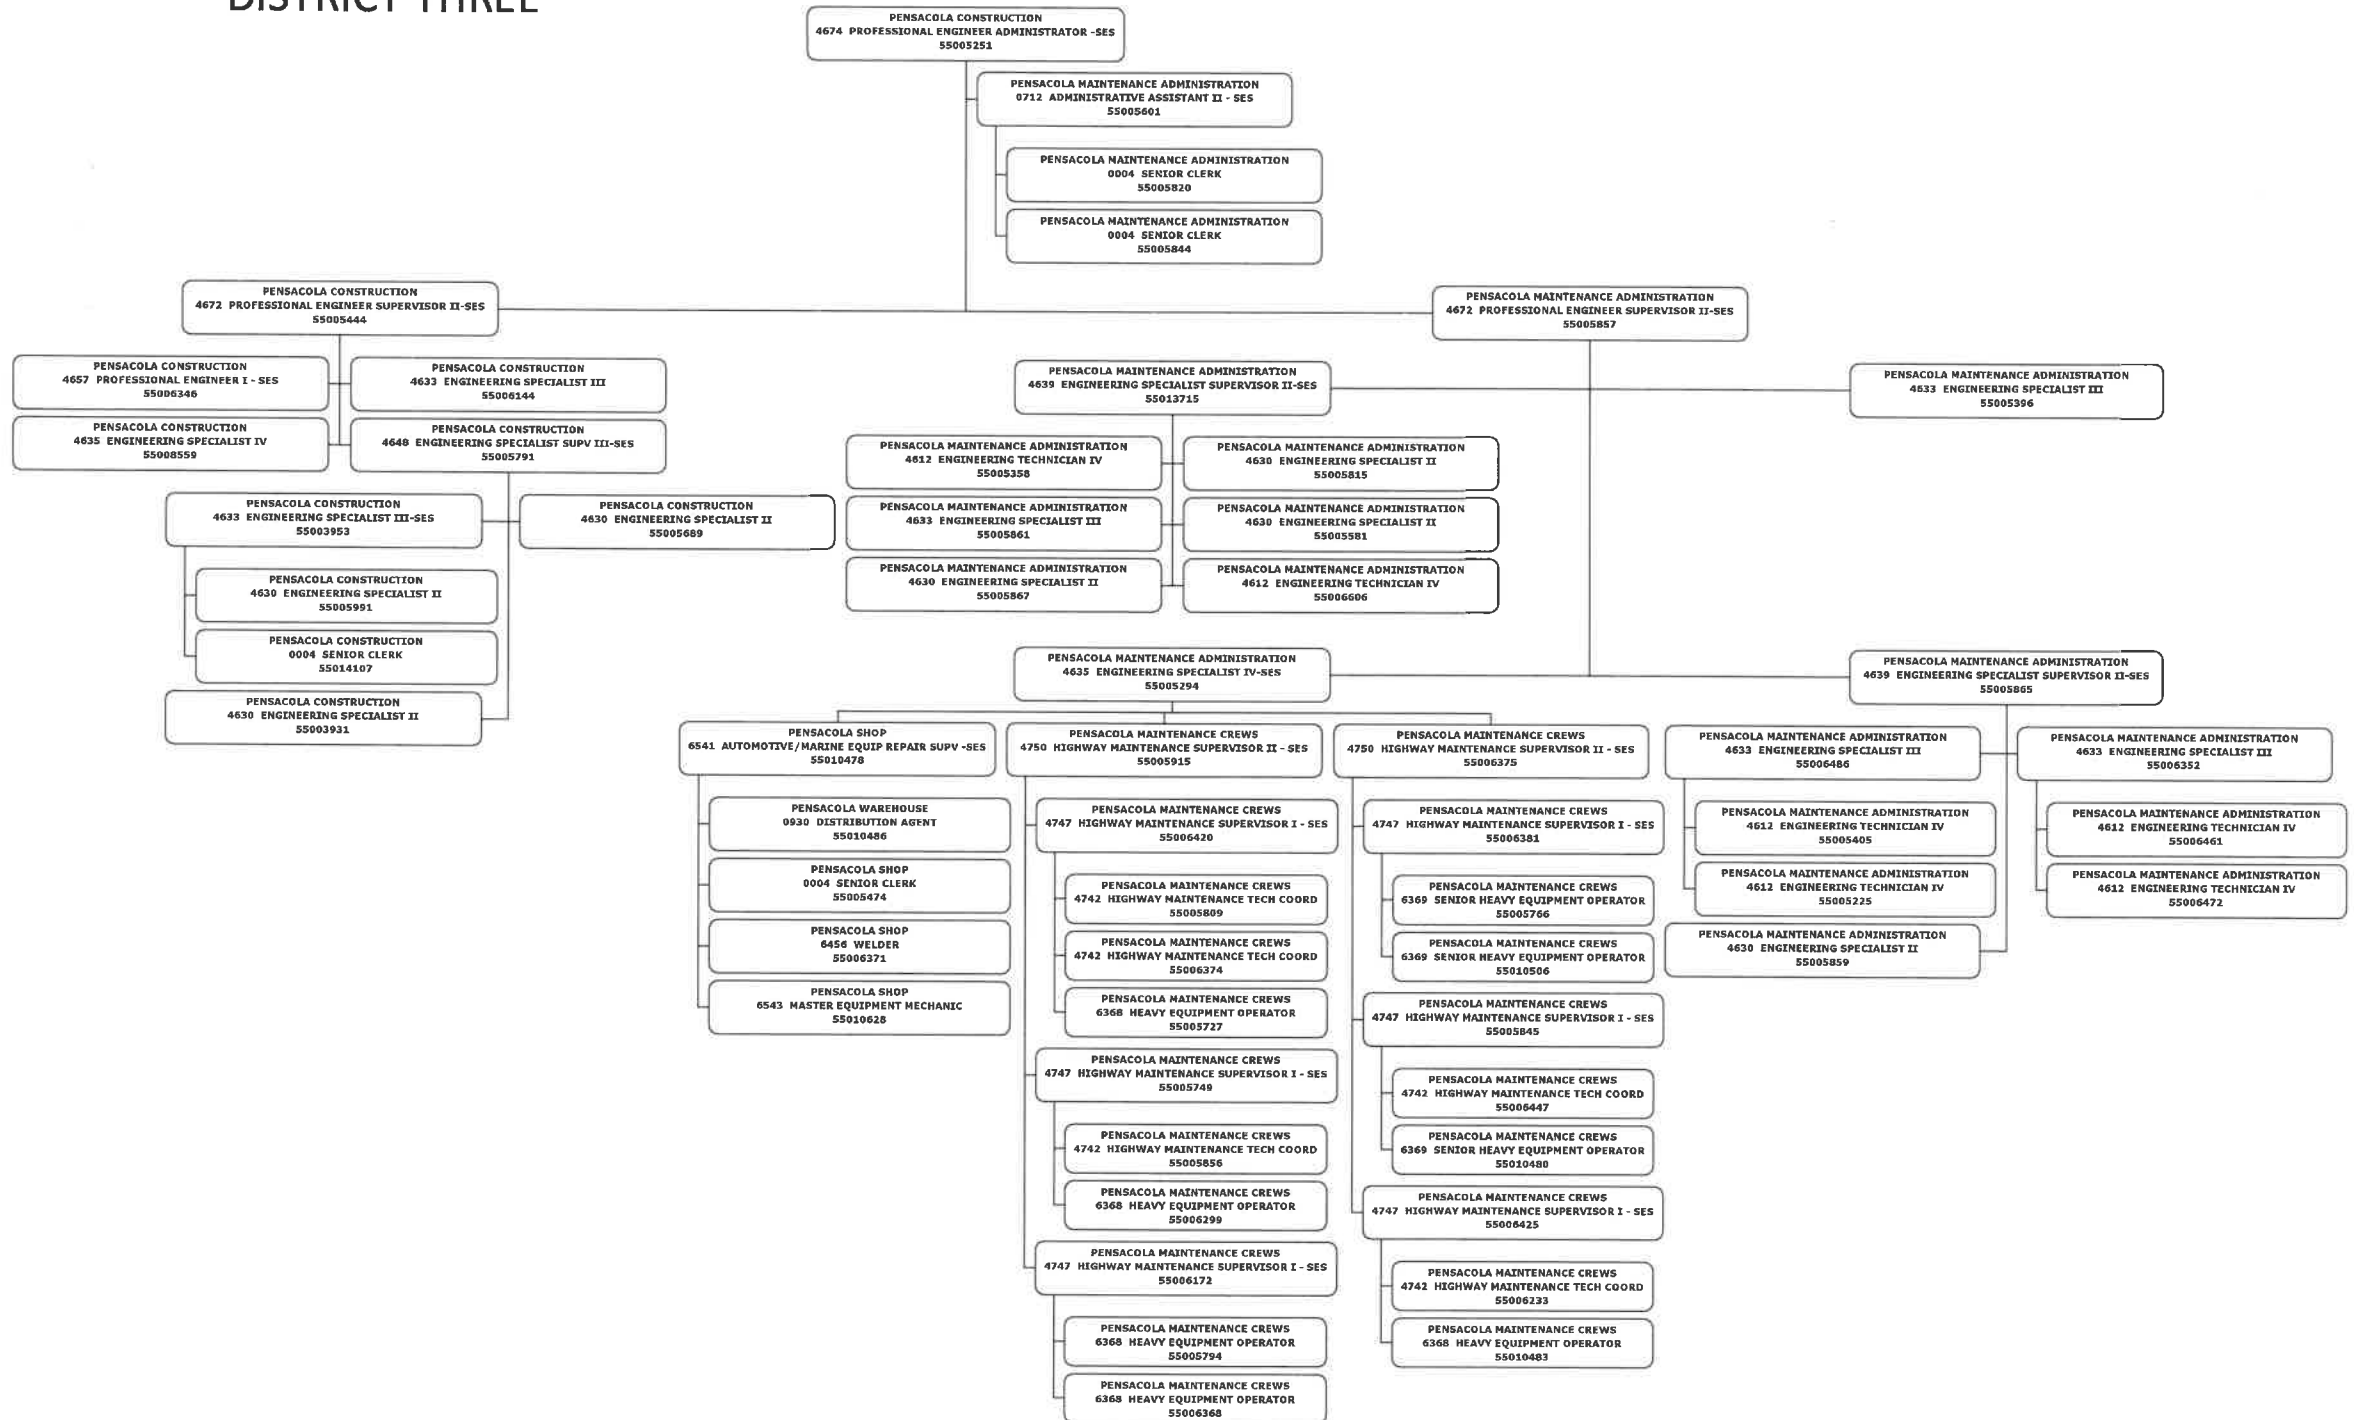 DISTRICT THREE
PENSACOLA CONSTRUCTION
4674 PROFESSIONAL ENGINEER ADMINISTRATOR -SES
55005251
PENSACOLA MAINTENANCE ADMINISTRATION
0712 ADMINISTRATIVE ASSISTANT II - SES
55005601
PENSACOLA MAINTENANCE ADMINISTRATION
0004 SENIOR CLERK
55005820
PENSACOLA MAINTENANCE ADMINISTRATION
0004 SENIOR CLERK
55005844
PENSACOLA CONSTRUCTION
4672 PROFESSIONAL ENGINEER SUPERVISOR II-SES
55005444
PENSACOLA CONSTRUCTION
4657 PROFESSIONAL ENGINEER I - SES
55006346
PENSACOLA CONSTRUCTION
4633 ENGINEERING SPECIALIST III
55006144
PENSACOLA CONSTRUCTION
4635 ENGINEERING SPECIALIST IV
55008559
PENSACOLA CONSTRUCTION
4648 ENGINEERING SPECIALIST SUPV III-SES
55005791
PENSACOLA CONSTRUCTION
4633 ENGINEERING SPECIALIST III-SES
55003953
PENSACOLA CONSTRUCTION
4630 ENGINEERING SPECIALIST II
55005689
PENSACOLA CONSTRUCTION
4630 ENGINEERING SPECIALIST II
55005991
PENSACOLA CONSTRUCTION
0004 SENIOR CLERK
55014107
PENSACOLA CONSTRUCTION
4630 ENGINEERING SPECIALIST II
55003931
PENSACOLA MAINTENANCE ADMINISTRATION
4672 PROFESSIONAL ENGINEER SUPERVISOR II-SES
55005857
PENSACOLA MAINTENANCE ADMINISTRATION
4639 ENGINEERING SPECIALIST SUPERVISOR II-SES
55013715
PENSACOLA MAINTENANCE ADMINISTRATION
4633 ENGINEERING SPECIALIST III
55005396
PENSACOLA MAINTENANCE ADMINISTRATION
4612 ENGINEERING TECHNICIAN IV
55005358
PENSACOLA MAINTENANCE ADMINISTRATION
4630 ENGINEERING SPECIALIST II
55005815
PENSACOLA MAINTENANCE ADMINISTRATION
4633 ENGINEERING SPECIALIST III
55005861
PENSACOLA MAINTENANCE ADMINISTRATION
4630 ENGINEERING SPECIALIST II
55005581
PENSACOLA MAINTENANCE ADMINISTRATION
4630 ENGINEERING SPECIALIST II
55005867
PENSACOLA MAINTENANCE ADMINISTRATION
4612 ENGINEERING TECHNICIAN IV
55006606
PENSACOLA MAINTENANCE ADMINISTRATION
4635 ENGINEERING SPECIALIST IV-SES
55005294
PENSACOLA MAINTENANCE ADMINISTRATION
4639 ENGINEERING SPECIALIST SUPERVISOR II-SES
55005865
PENSACOLA SHOP
6541 AUTOMOTIVE/MARINE EQUIP REPAIR SUPV -SES
55010478
PENSACOLA WAREHOUSE
0930 DISTRIBUTION AGENT
55010486
PENSACOLA SHOP
0004 SENIOR CLERK
55005474
PENSACOLA SHOP
6456 WELDER
55006371
PENSACOLA SHOP
6543 MASTER EQUIPMENT MECHANIC
55010628
PENSACOLA MAINTENANCE CREWS
4750 HIGHWAY MAINTENANCE SUPERVISOR II - SES
55005915
PENSACOLA MAINTENANCE CREWS
4747 HIGHWAY MAINTENANCE SUPERVISOR I - SES
55006420
PENSACOLA MAINTENANCE CREWS
4742 HIGHWAY MAINTENANCE TECH COORD
55005809
PENSACOLA MAINTENANCE CREWS
4742 HIGHWAY MAINTENANCE TECH COORD
55006374
PENSACOLA MAINTENANCE CREWS
6368 HEAVY EQUIPMENT OPERATOR
55005727
PENSACOLA MAINTENANCE CREWS
4747 HIGHWAY MAINTENANCE SUPERVISOR I - SES
55005749
PENSACOLA MAINTENANCE CREWS
4742 HIGHWAY MAINTENANCE TECH COORD
55005856
PENSACOLA MAINTENANCE CREWS
6368 HEAVY EQUIPMENT OPERATOR
55006299
PENSACOLA MAINTENANCE CREWS
4747 HIGHWAY MAINTENANCE SUPERVISOR I - SES
55006172
PENSACOLA MAINTENANCE CREWS
6368 HEAVY EQUIPMENT OPERATOR
55005794
PENSACOLA MAINTENANCE CREWS
6368 HEAVY EQUIPMENT OPERATOR
55006368
PENSACOLA MAINTENANCE CREWS
4750 HIGHWAY MAINTENANCE SUPERVISOR II - SES
55006375
PENSACOLA MAINTENANCE CREWS
4747 HIGHWAY MAINTENANCE SUPERVISOR I - SES
55006381
PENSACOLA MAINTENANCE CREWS
6369 SENIOR HEAVY EQUIPMENT OPERATOR
55005766
PENSACOLA MAINTENANCE CREWS
6369 SENIOR HEAVY EQUIPMENT OPERATOR
55010506
PENSACOLA MAINTENANCE CREWS
4747 HIGHWAY MAINTENANCE SUPERVISOR I - SES
55005845
PENSACOLA MAINTENANCE CREWS
4742 HIGHWAY MAINTENANCE TECH COORD
55006447
PENSACOLA MAINTENANCE CREWS
6369 SENIOR HEAVY EQUIPMENT OPERATOR
55010480
PENSACOLA MAINTENANCE CREWS
4747 HIGHWAY MAINTENANCE SUPERVISOR I - SES
55006425
PENSACOLA MAINTENANCE CREWS
4742 HIGHWAY MAINTENANCE TECH COORD
55006233
PENSACOLA MAINTENANCE CREWS
6368 HEAVY EQUIPMENT OPERATOR
55010483
PENSACOLA MAINTENANCE ADMINISTRATION
4633 ENGINEERING SPECIALIST III
55006486
PENSACOLA MAINTENANCE ADMINISTRATION
4612 ENGINEERING TECHNICIAN IV
55005405
PENSACOLA MAINTENANCE ADMINISTRATION
4612 ENGINEERING TECHNICIAN IV
55005225
PENSACOLA MAINTENANCE ADMINISTRATION
4630 ENGINEERING SPECIALIST II
55005859
PENSACOLA MAINTENANCE ADMINISTRATION
4633 ENGINEERING SPECIALIST III
55006352
PENSACOLA MAINTENANCE ADMINISTRATION
4612 ENGINEERING TECHNICIAN IV
55006461
PENSACOLA MAINTENANCE ADMINISTRATION
4612 ENGINEERING TECHNICIAN IV
55006472